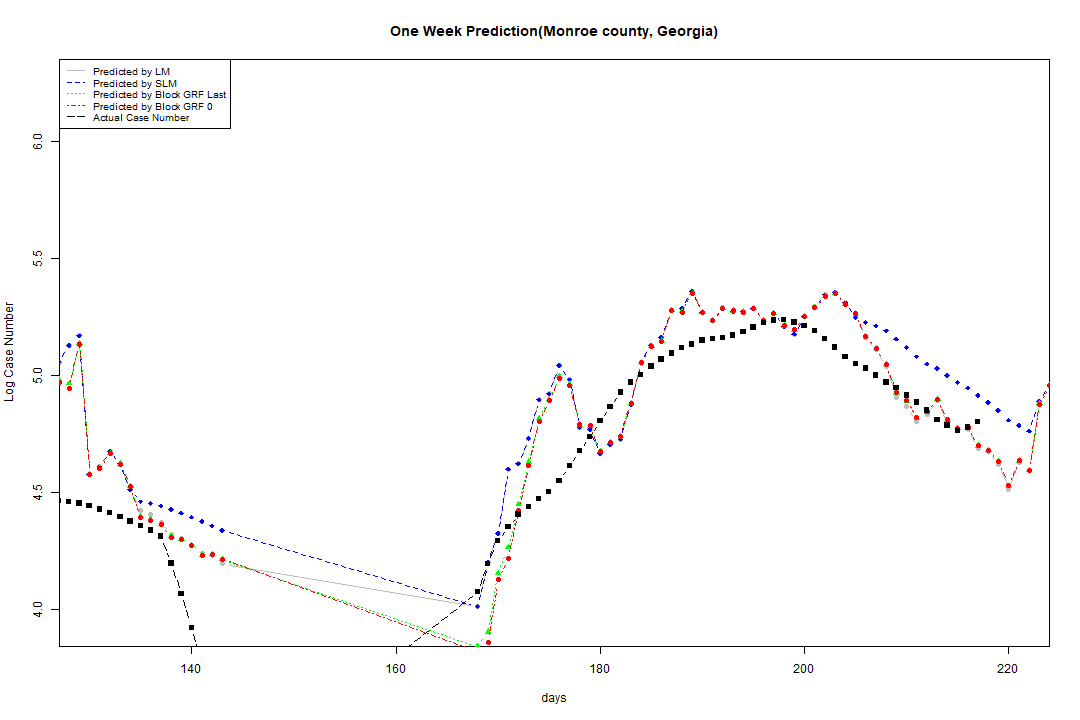 One Week Prediction(Monroe county, Georgia)
Predicted by LM
Predicted by SLM
Predicted by Block GRF Last
Predicted by Block GRF 0
Actual Case Number
Log Case Number
6.0
5.5
5.0
4.5
4.0
140 160 180 200 220
days